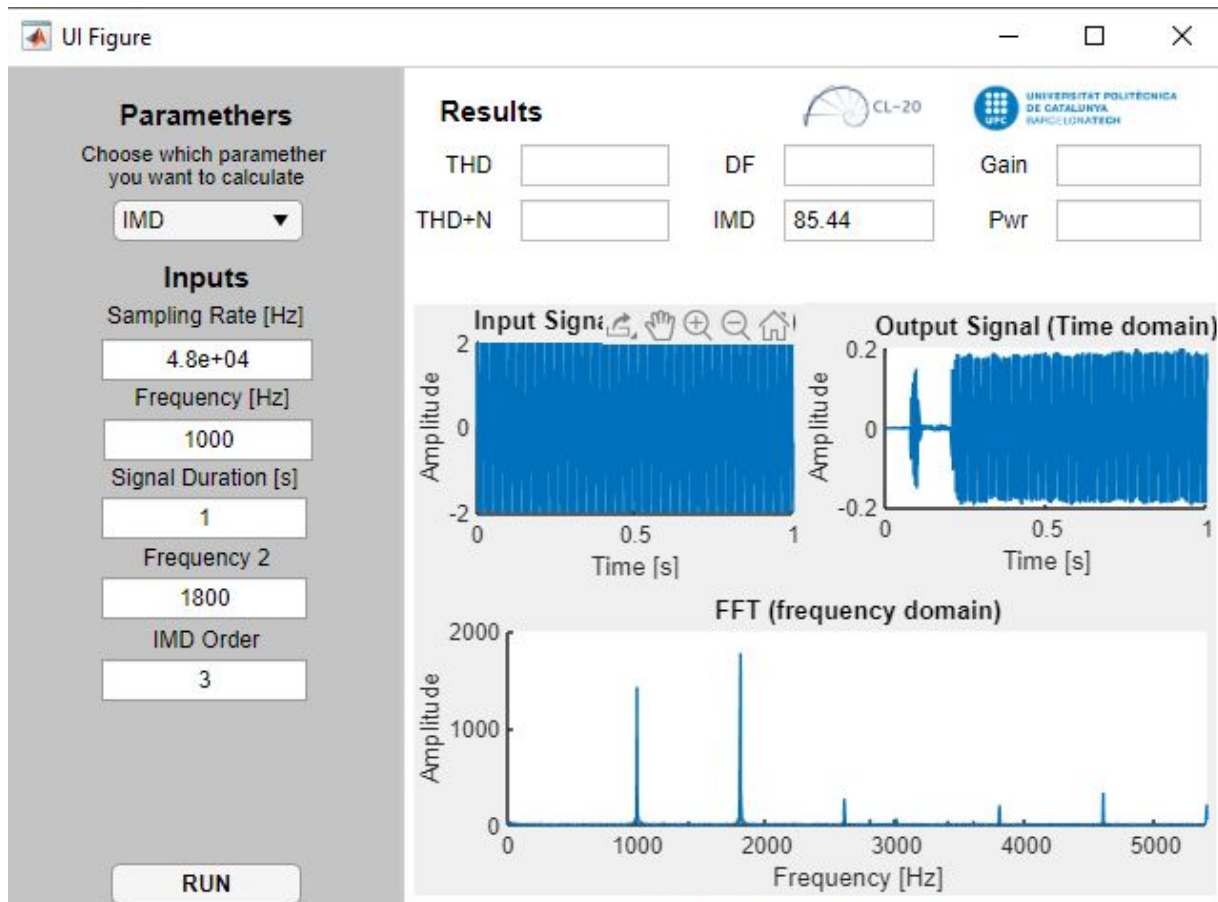 UI Figure
Paramethers
Choose which paramether
you want to calculate
IMD
Inputs
Sampling Rate [Hz]
4.8e+04
Frequency [Hz]
1000
Signal Duration [s]
1
Frequency 2
1800
IMD Order
3
RUN
Results
CL-20
UPC
UNIVERSITAT POLITÈCNICA
DE CATALUNYA
BARCELONATECH
THD
DF
Gain
THD+N
IMD
85.44
Pwr
Input Signa
2
0
-2
Amplitude
0
0.5
1
Time [s]
Output Signal (Time domain)
0.2
0
-0.2
Amplitude
0
0.5
1
Time [s]
FFT (frequency domain)
2000
1000
0
Amplitude
0
1000
2000
3000
4000
5000
Frequency [Hz]